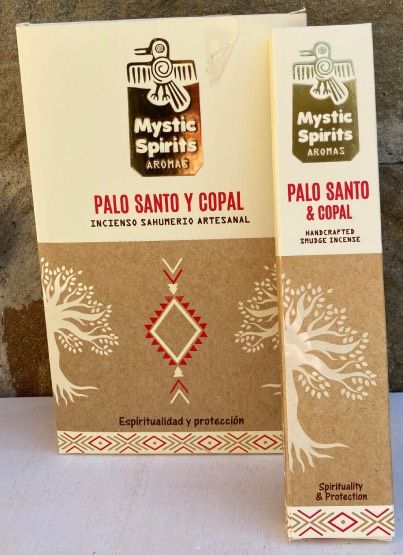 Mystic
Spirits
AROMAS
PALO SANTO Y COPAL
INCIENSO SAHUMERIO ARTESANAL
Espiritualidad y protección
Mystic
Spirits
AROMAS
PALO SANTO
& COPAL
HANDCRAFTED
SMUDGE INCENSE
Spirituality
& Protection